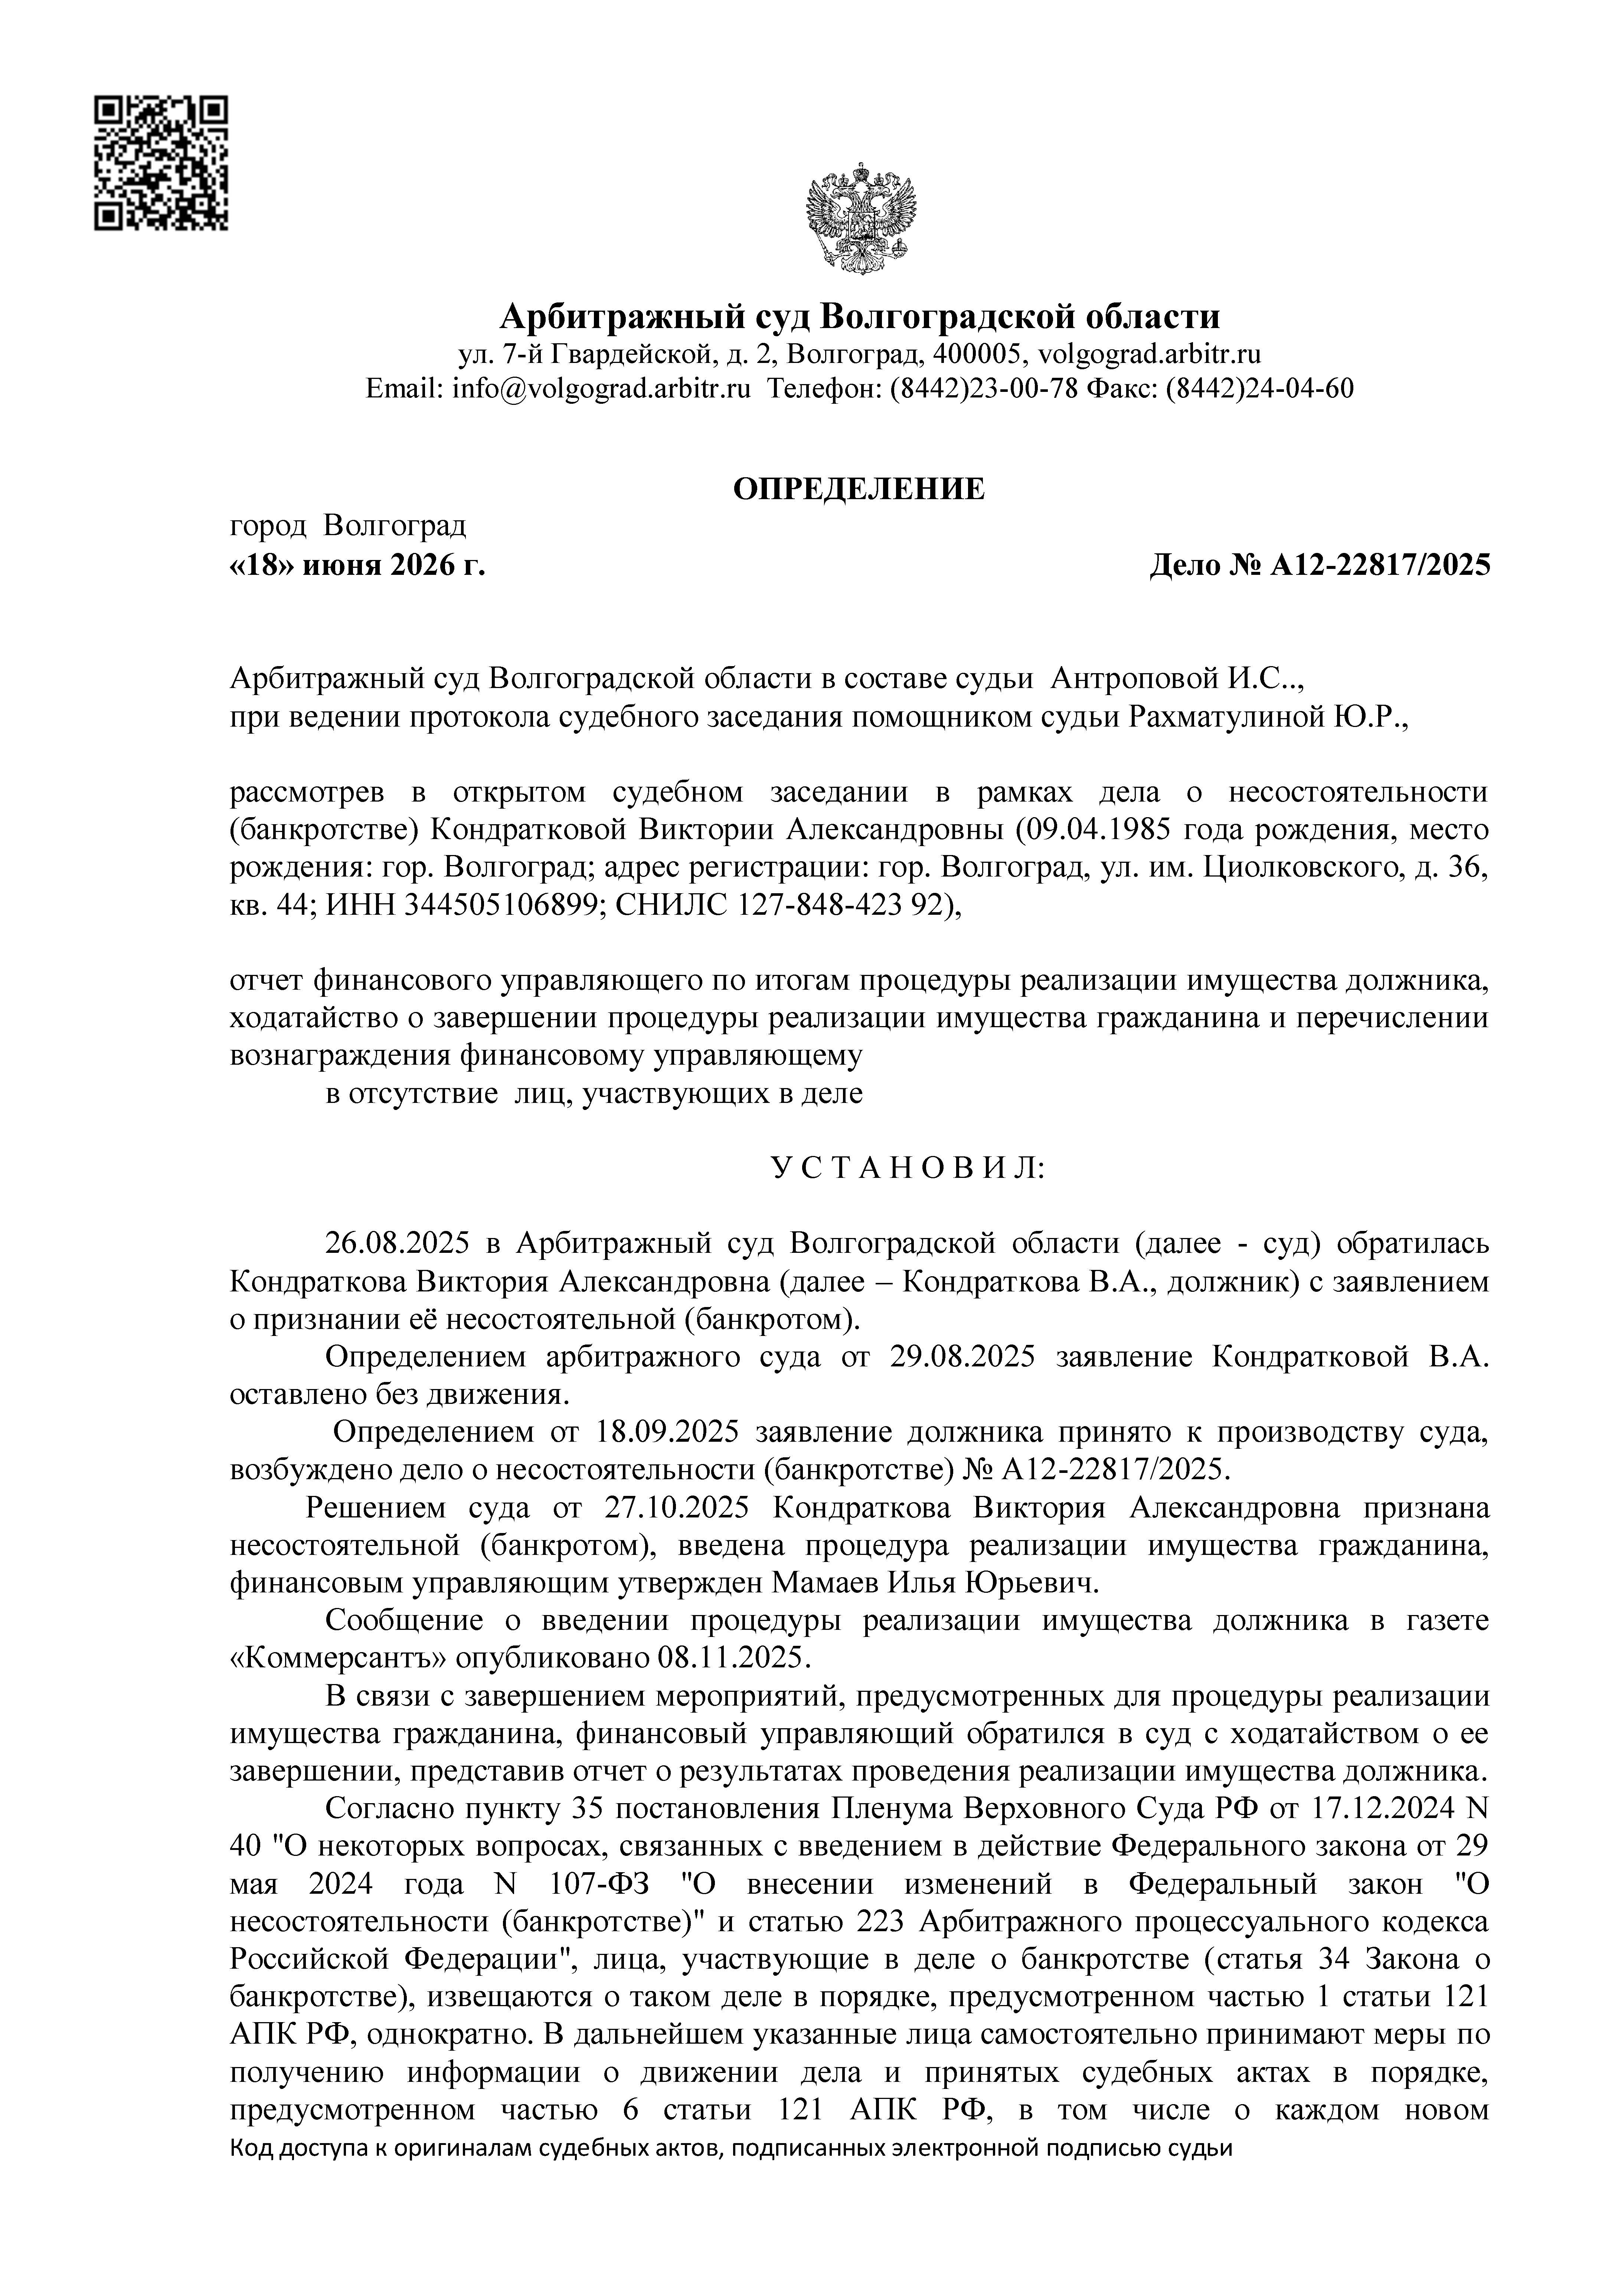 Арбитражный суд Волгоградской области
ул. 7-й Гвардейской, д. 2, Волгоград, 400005, volgograd.arbitr.ru
Email: info@volgograd.arbitr.ru Телефон: (8442)23-00-78 Факс: (8442)24-04-60
ОПРЕДЕЛЕНИЕ
город Волгоград
«18» июня 2026 г. Дело № А12-22817/2025
Арбитражный суд Волгоградской области в составе судьи Антроповой И.С..,
при ведении протокола судебного заседания помощником судьи Рахматулиной Ю.Р.,
рассмотрев в открытом судебном заседании в рамках дела о несостоятельности
(банкротстве) Кондратковой Виктории Александровны (09.04.1985 года рождения, место
рождения: гор. Волгоград; адрес регистрации: гор. Волгоград, ул. им. Циолковского, д. 36,
кв. 44; ИНН 344505106899; СНИЛС 127-848-423 92),
отчет финансового управляющего по итогам процедуры реализации имущества должника,
ходатайство о завершении процедуры реализации имущества гражданина и перечислении
вознаграждения финансовому управляющему
в отсутствие лиц, участвующих в деле
У С Т А Н О В И Л:
26.08.2025 в Арбитражный суд Волгоградской области (далее - суд) обратилась
Кондраткова Виктория Александровна (далее – Кондраткова В.А., должник) с заявлением
о признании её несостоятельной (банкротом).
Определением арбитражного суда от 29.08.2025 заявление Кондратковой В.А.
оставлено без движения.
Определением от 18.09.2025 заявление должника принято к производству суда,
возбуждено дело о несостоятельности (банкротстве) № А12-22817/2025.
Решением суда от 27.10.2025 Кондраткова Виктория Александровна признана
несостоятельной (банкротом), введена процедура реализации имущества гражданина,
финансовым управляющим утвержден Мамаев Илья Юрьевич.
Сообщение о введении процедуры реализации имущества должника в газете
«Коммерсантъ» опубликовано 08.11.2025.
В связи с завершением мероприятий, предусмотренных для процедуры реализации
имущества гражданина, финансовый управляющий обратился в суд с ходатайством о ее
завершении, представив отчет о результатах проведения реализации имущества должника.
Согласно пункту 35 постановления Пленума Верховного Суда РФ от 17.12.2024 N
40 "О некоторых вопросах, связанных с введением в действие Федерального закона от 29
мая 2024 года N 107-ФЗ "О внесении изменений в Федеральный закон "О
несостоятельности (банкротстве)" и статью 223 Арбитражного процессуального кодекса
Российской Федерации", лица, участвующие в деле о банкротстве (статья 34 Закона о
банкротстве), извещаются о таком деле в порядке, предусмотренном частью 1 статьи 121
АПК РФ, однократно. В дальнейшем указанные лица самостоятельно принимают меры по
получению информации о движении дела и принятых судебных актах в порядке,
предусмотренном частью 6 статьи 121 АПК РФ, в том числе о каждом новом
Код доступа к оригиналам судебных актов, подписанных электронной подписью судьи